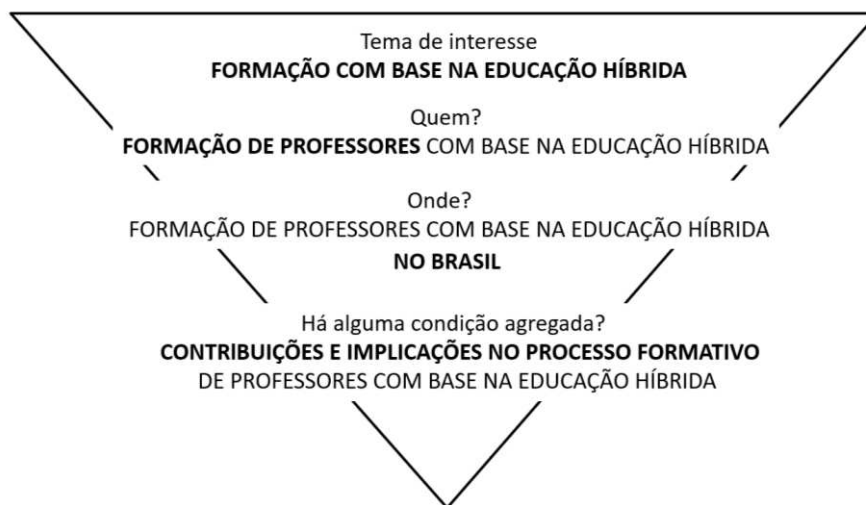 Tema de interesse
FORMAÇÃO COM BASE NA EDUCAÇÃO HÍBRIDA
Quem?
FORMAÇÃO DE PROFESSORES COM BASE NA EDUCAÇÃO HÍBRIDA
Onde?
FORMAÇÃO DE PROFESSORES COM BASE NA EDUCAÇÃO HÍBRIDA
NO BRASIL
Há alguma condição agregada?
CONTRIBUIÇÕES E IMPLICAÇÕES NO PROCESSO FORMATIVO
DE PROFESSORES COM BASE NA EDUCAÇÃO HÍBRIDA